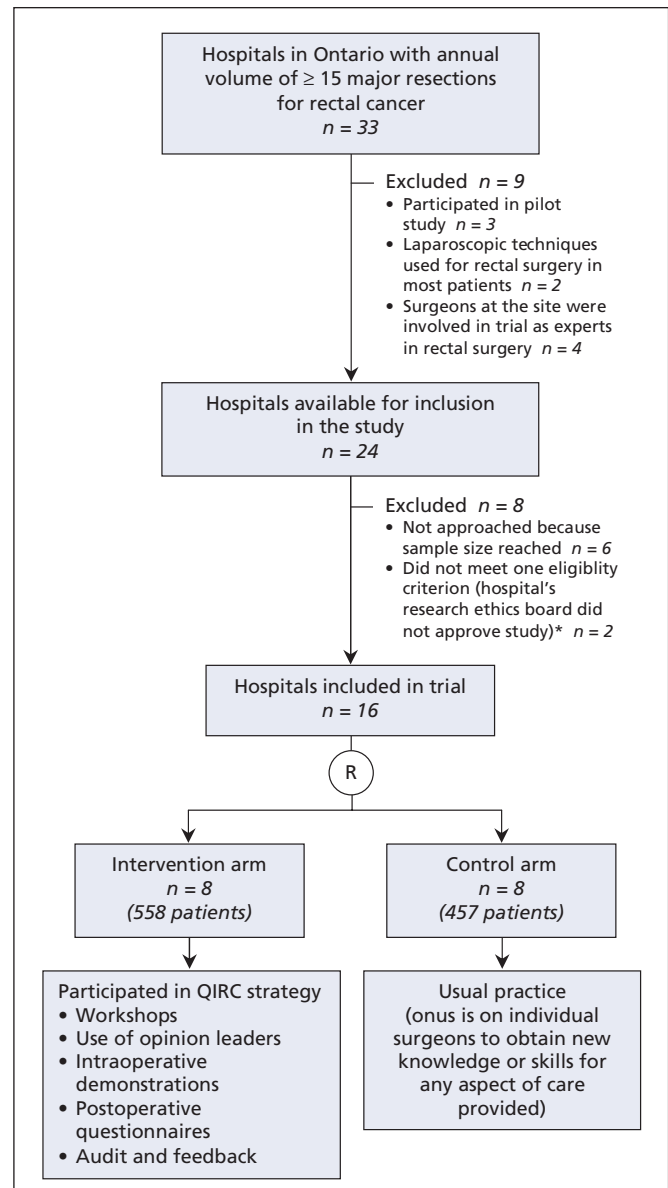 Hospitals in Ontario with annual
volume of ≥ 15 major resections
for rectal cancer
n = 33
Excluded n = 9
• Participated in pilot
study n = 3
• Laparoscopic techniques
used for rectal surgery in
most patients n = 2
• Surgeons at the site were
involved in trial as experts
in rectal surgery n = 4
Hospitals available for inclusion
in the study
n = 24
Excluded n = 8
• Not approached because
sample size reached n = 6
• Did not meet one eligiblity
criterion (hospital's
research ethics board did
not approve study)* n = 2
Hospitals included in trial
n = 16
R
Intervention arm
n = 8
(558 patients)
Control arm
n = 8
(457 patients)
Participated in QIRC strategy
• Workshops
• Use of opinion leaders
• Intraoperative
demonstrations
• Postoperative
questionnaires
• Audit and feedback
Usual practice
(onus is on individual
surgeons to obtain new
knowledge or skills for
any aspect of care
provided)